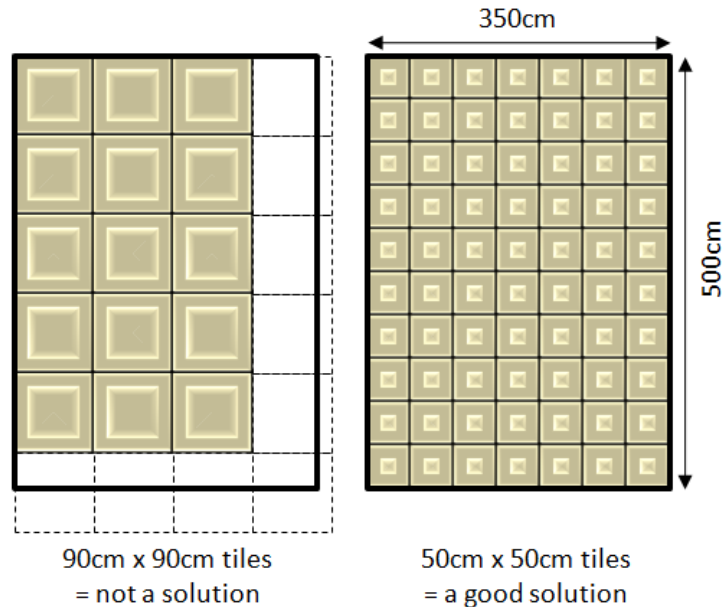 350cm
500cm
90cm x 90cm tiles
= not a solution
50cm x 50cm tiles
= a good solution